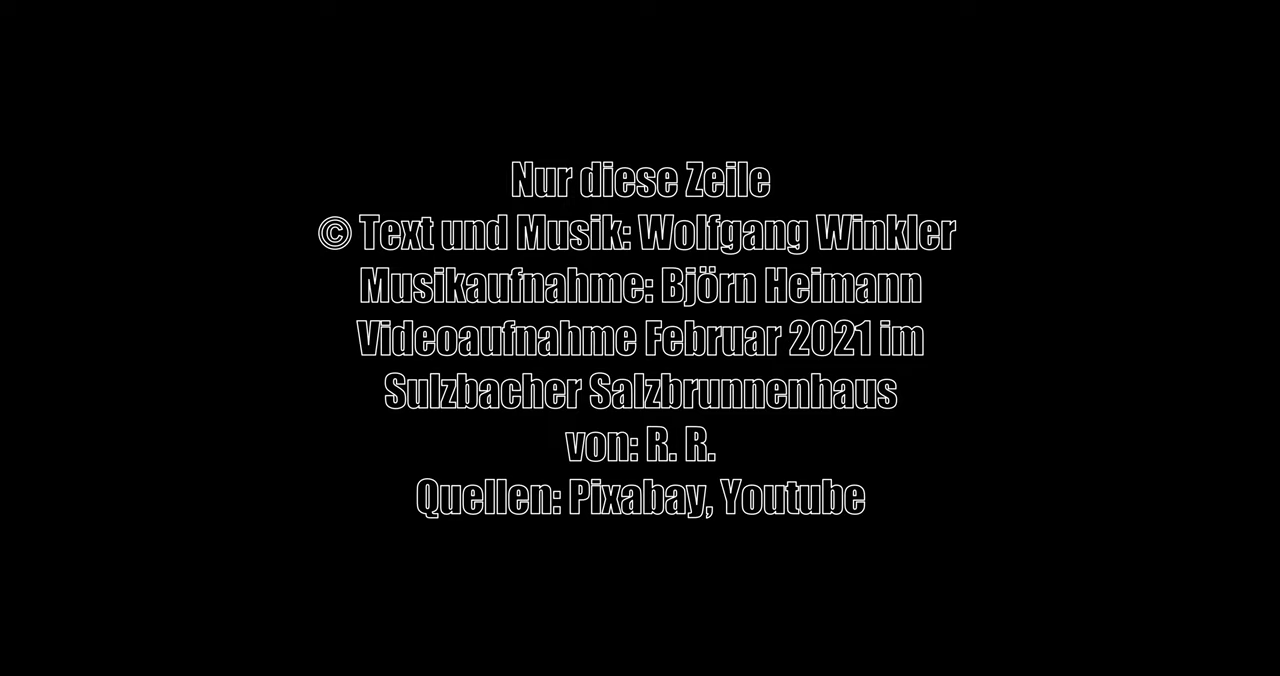 Nur diese Zeile
© Text und Musik: Wolfgang Winkler
Musikaufnahme: Björn Heimann
Videoaufnahme Februar 2021 im
Sulzbacher Salzbrunnenhaus
von: R. R.
Quellen: Pixabay, Youtube